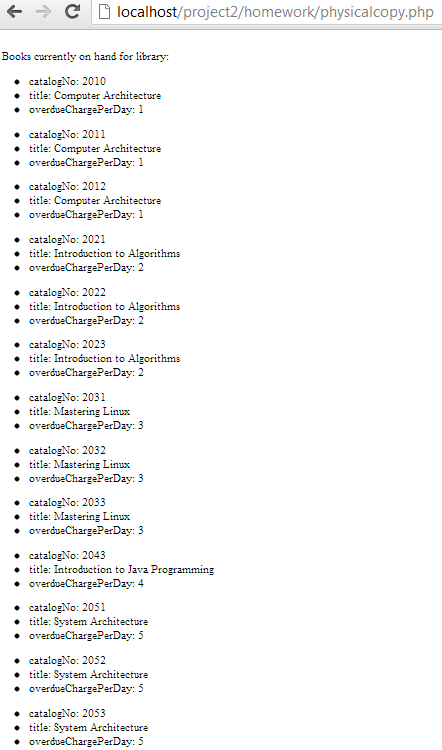 localhost/project2/homework/physicalcopy.php
Books currently on hand for library:
catalogNo: 2010
title: Computer Architecture
overdueChargePerDay: 1
catalogNo: 2011
title: Computer Architecture
overdueChargePerDay: 1
catalogNo: 2012
title: Computer Architecture
overdueChargePerDay: 1
catalogNo: 2021
title: Introduction to Algorithms
overdueChargePerDay: 2
catalogNo: 2022
title: Introduction to Algorithms
overdueChargePerDay: 2
catalogNo: 2023
title: Introduction to Algorithms
overdueChargePerDay: 2
catalogNo: 2031
title: Mastering Linux
overdueChargePerDay: 3
catalogNo: 2032
title: Mastering Linux
overdueChargePerDay: 3
catalogNo: 2033
title: Mastering Linux
overdueChargePerDay: 3
catalogNo: 2043
title: Introduction to Java Programming
overdueChargePerDay: 4
catalogNo: 2051
title: System Architecture
overdueChargePerDay: 5
catalogNo: 2052
title: System Architecture
overdueChargePerDay: 5
catalogNo: 2053
title: System Architecture
overdueChargePerDay: 5